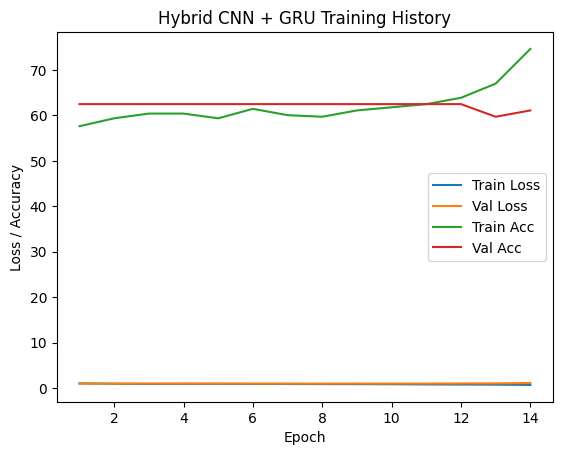 Hybrid CNN + GRU Training History
Loss / Accuracy
70
60
50
40
30
20
10
0
Train Loss
Val Loss
Train Acc
Val Acc
2 4 6 8 10 12 14
Epoch